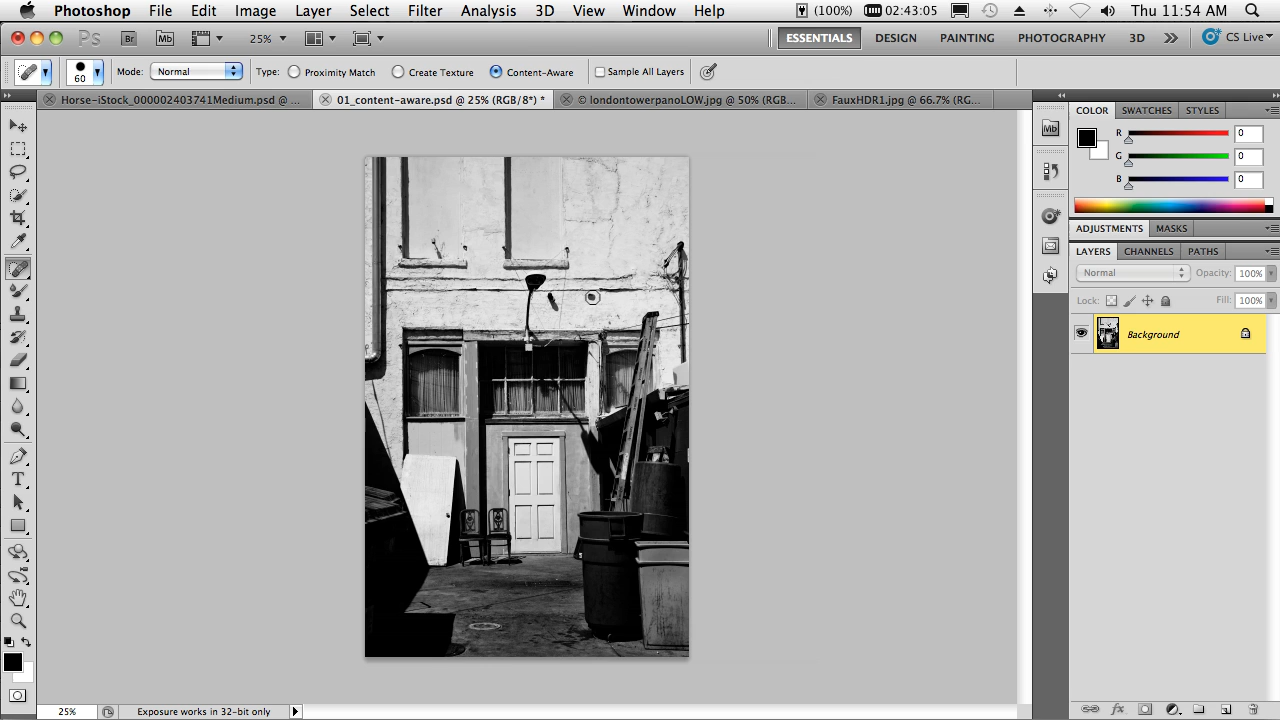 Photoshop File Edit Image Layer Select Filter Analysis 3D View Window Help (100%) 02:43:05 Thu 11:54 AM
Ps Br Mb 25% ESSENTIALS DESIGN PAINTING PHOTOGRAPHY 3D CS Live
60 Mode: Normal Type: Proximity Match Create Texture Content-Aware Sample All Layers
Horse-iStock_000002403741Medium.psd @ ... 01_content-aware.psd @ 25% (RGB/8*) * © londontowerpanoLOW.jpg @ 50% (RGB... FauxHDR1.jpg @ 66.7% (RG...
COLOR SWATCHES STYLES
Mb
R 0
G 0
B 0
ADJUSTMENTS MASKS
LAYERS CHANNELS PATHS
Normal Opacity: 100%
Lock: Fill: 100%
Background
T
fx
25% Exposure works in 32-bit only